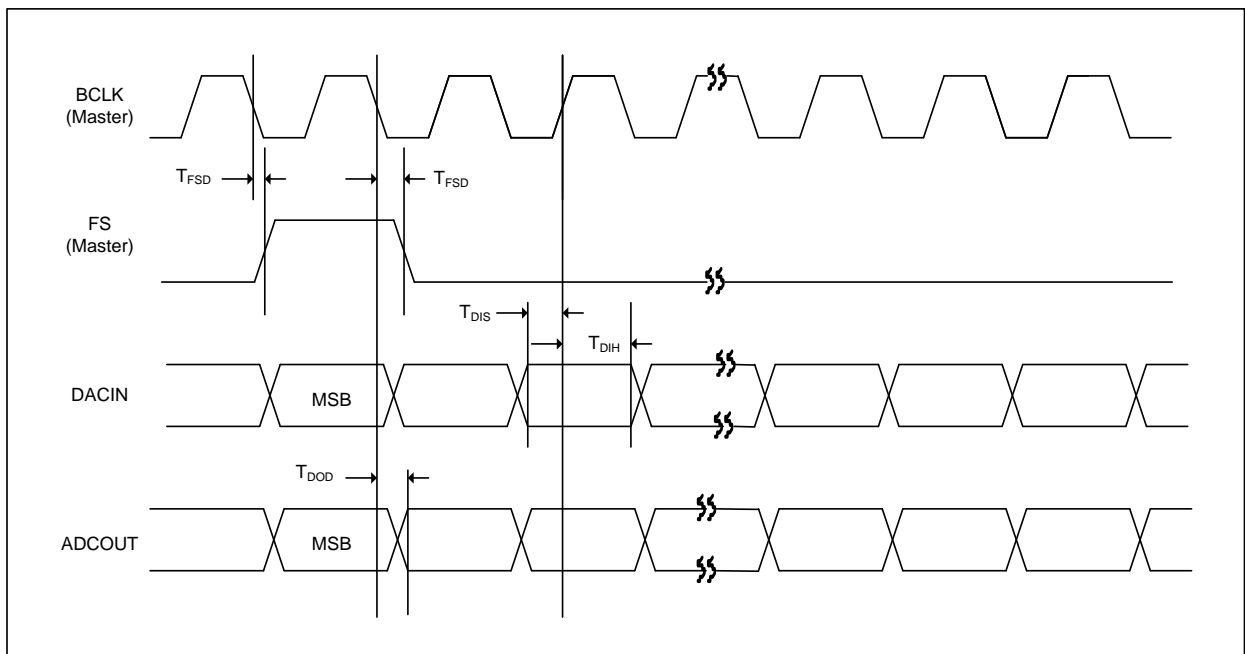 BCLK
(Master)
TFSD
TFSD
FS
(Master)
TDIS
TDIH
DACIN
MSB
TDOD
ADCOUT
MSB